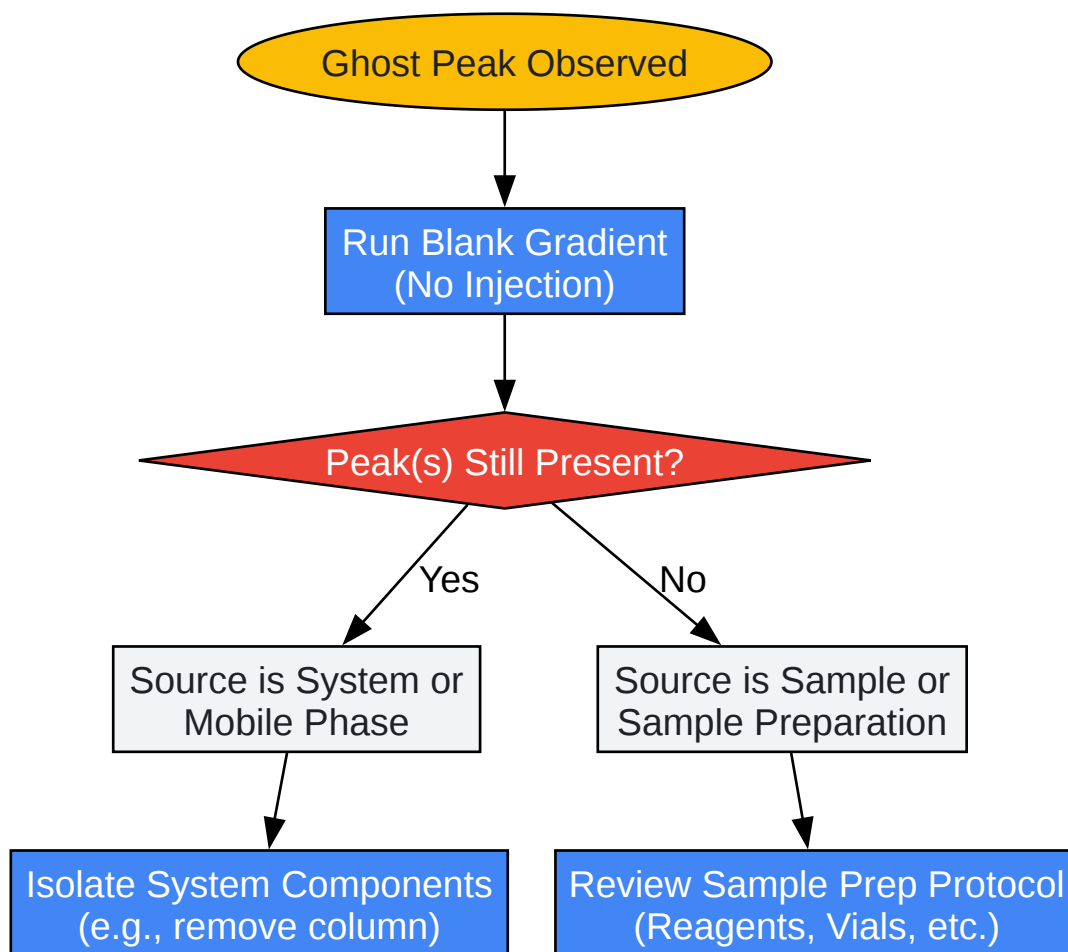 Ghost Peak Observed
Run Blank Gradient
(No Injection)
Peak(s) Still Present?
Yes
No
Source is System or
Mobile Phase
Source is Sample or
Sample Preparation
Isolate System Components
(e.g., remove column)
Review Sample Prep Protocol
(Reagents, Vials, etc.)